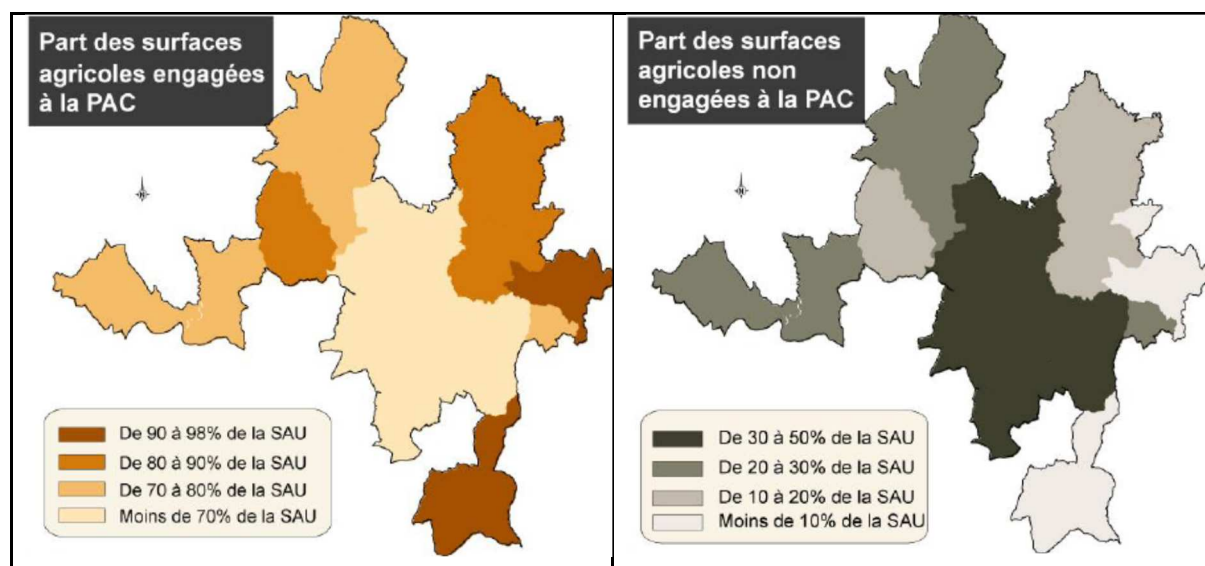 Part des surfaces
agricoles engagées
à la PAC
De 90 à 98% de la SAU
De 80 à 90% de la SAU
De 70 à 80% de la SAU
Moins de 70% de la SAU
Part des surfaces
agricoles non
engagées à la PAC
De 30 à 50% de la SAU
De 20 à 30% de la SAU
De 10 à 20% de la SAU
Moins de 10% de la SAU